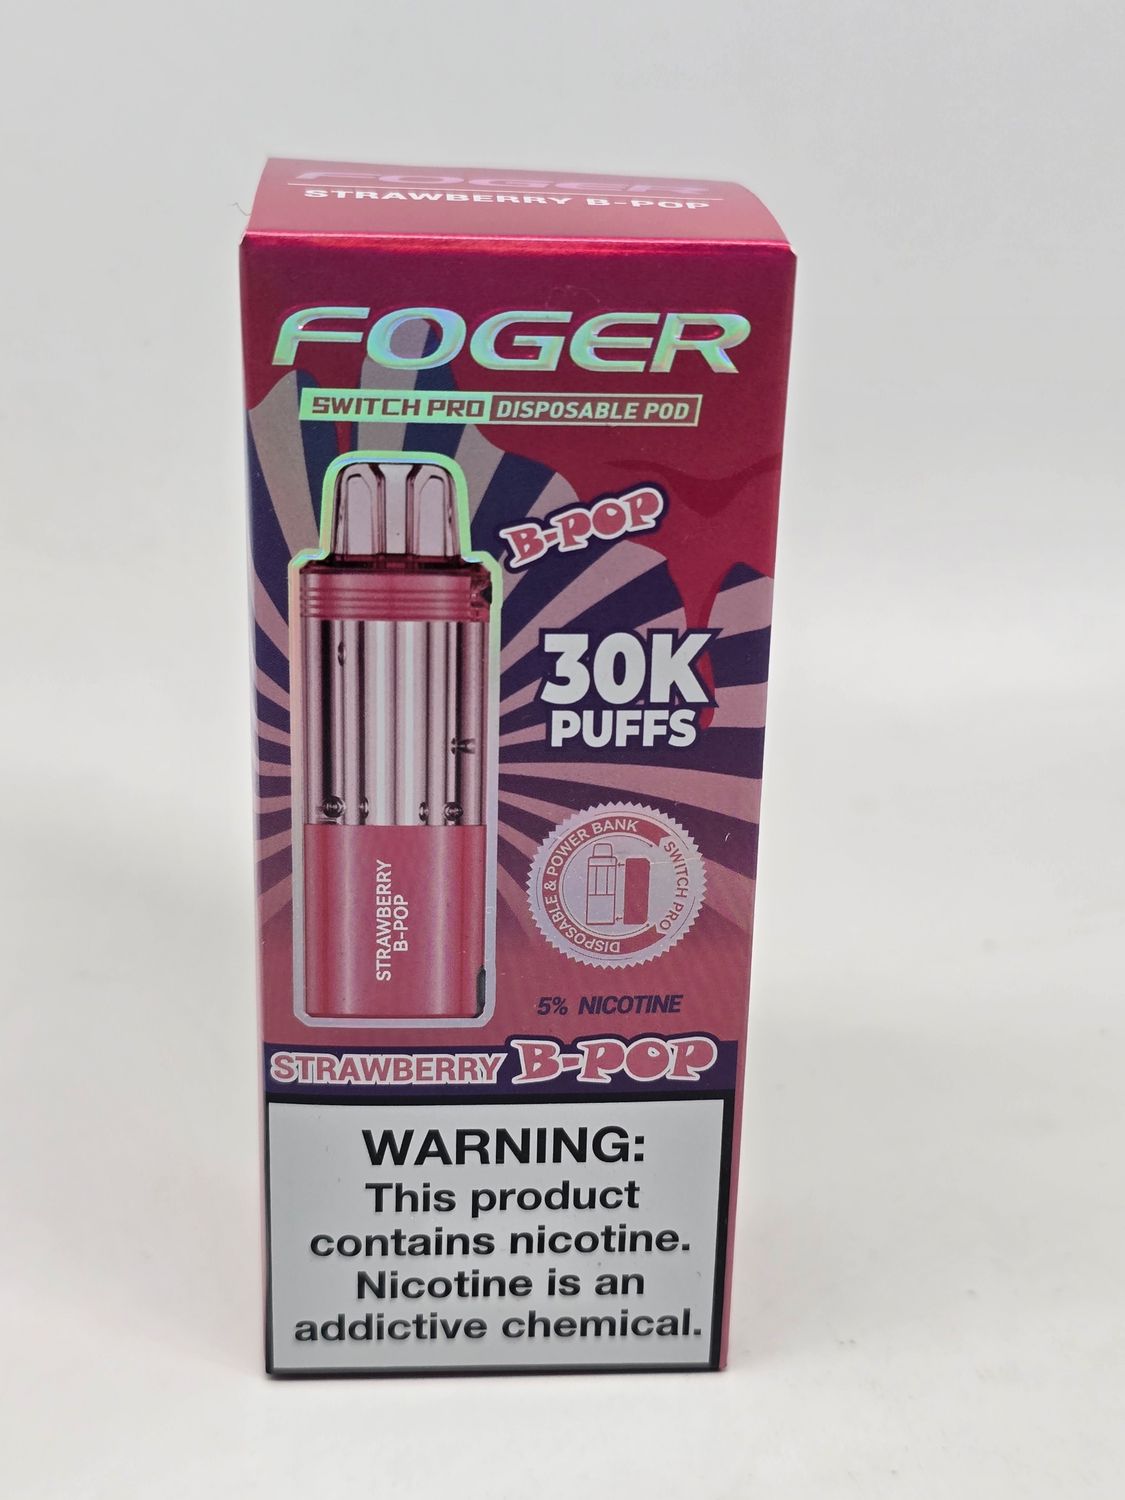 FOGER
STRAWBERRY B-POP
FOGER
SWITCH PRO DISPOSABLE POD
B-POP
30K
PUFFS
STRAWBERRY
B-POP
DISPOSABLE & POWER BANK
SWITCH PRO
5% NICOTINE
STRAWBERRY B-POP
WARNING:
This product
contains nicotine.
Nicotine is an
addictive chemical.